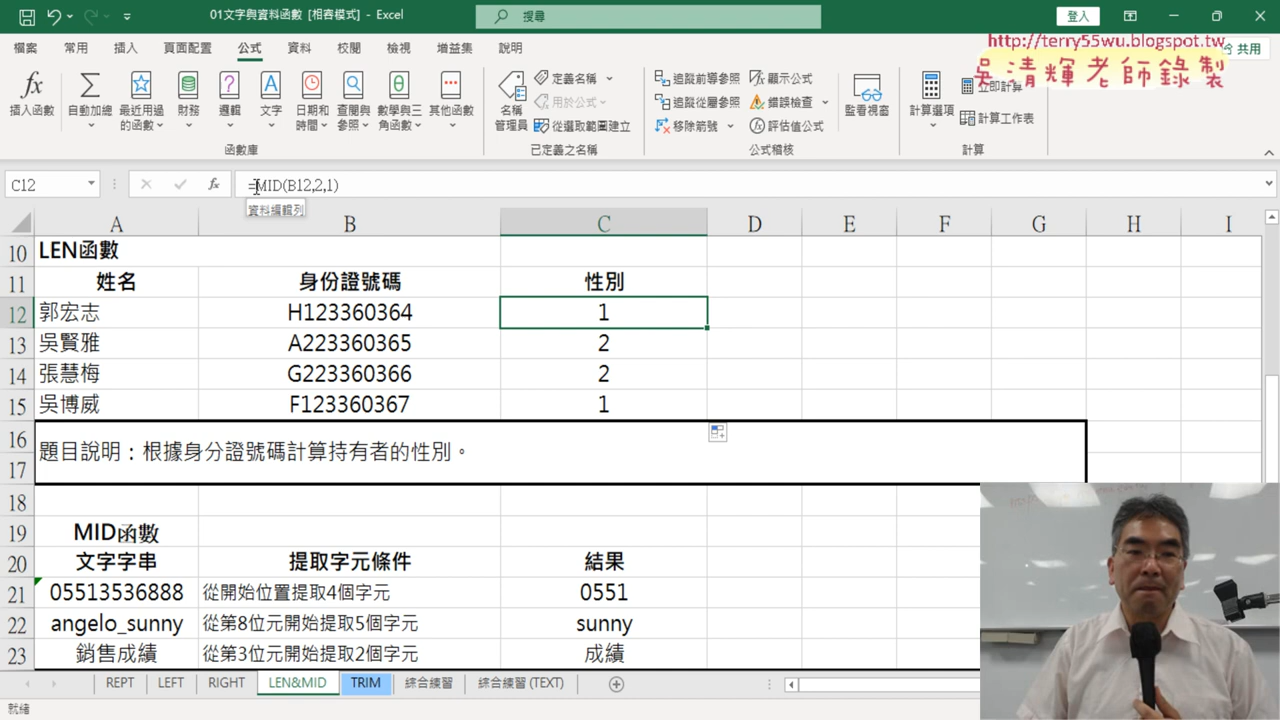 01文字與資料函數 [相容模式] - Excel
搜尋
登入
檔案 常用 插入 頁面配置 公式 資料 校閱 檢視 增益集 說明
共用
http://terry55wu.blogspot.tw
吳清輝老師錄製
插入函數
自動加總
最近用過的函數
財務
邏輯
文字
日期和時間
查閱與參照
數學與三角函數
其他函數
名稱管理員
定義名稱
用於公式
從選取範圍建立
追蹤前導參照
追蹤從屬參照
移除箭號
顯示公式
錯誤檢查
評估值公式
監看視窗
計算選項
立即計算
計算工作表
函數庫
已定義之名稱
公式稽核
計算
C12
fx
=MID(B12,2,1)
資料編輯列
A B C D E F G H I
10 LEN函數
11 姓名 身份證號碼 性別
12 郭宏志 H123360364 1
13 吳賢雅 A223360365 2
14 張慧梅 G223360366 2
15 吳博威 F123360367 1
16
題目說明：根據身分證號碼計算持有者的性別。
17
18
19 MID函數
20 文字字串 提取字元條件 結果
21 05513536888 從開始位置提取4個字元 0551
22 angelo_sunny 從第8位元開始提取5個字元 sunny
23 銷售成績 從第3位元開始提取2個字元 成績
REPT LEFT RIGHT LEN&MID TRIM 綜合練習 綜合練習(TEXT)
就緒